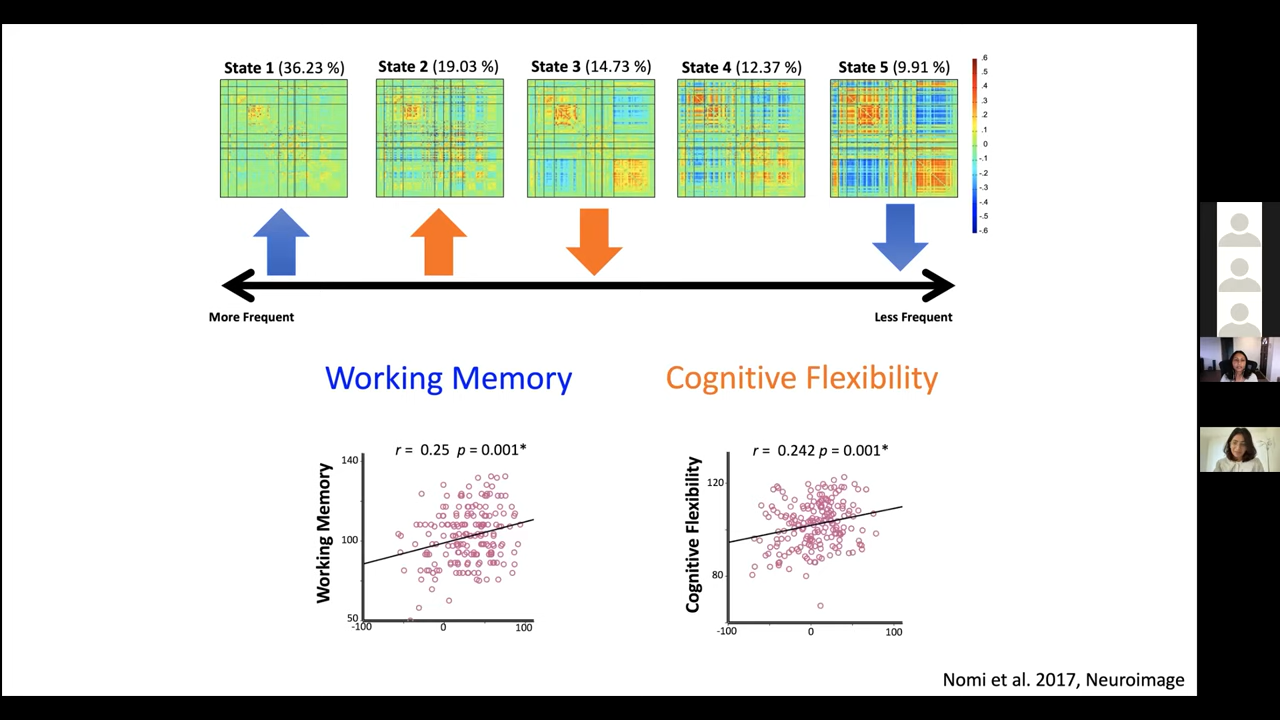 State 1 (36.23 %) State 2 (19.03 %) State 3 (14.73 %) State 4 (12.37 %) State 5 (9.91 %)
.6
.5
.4
.3
.2
.1
0
-.1
-.2
-.3
-.4
-.5
-.6
More Frequent Less Frequent
Working Memory Cognitive Flexibility
r = 0.25 p = 0.001*
Working Memory
140
100
50
-100 0 100
r = 0.242 p = 0.001*
Cognitive Flexibility
120
80
-100 0 100
Nomi et al. 2017, Neuroimage